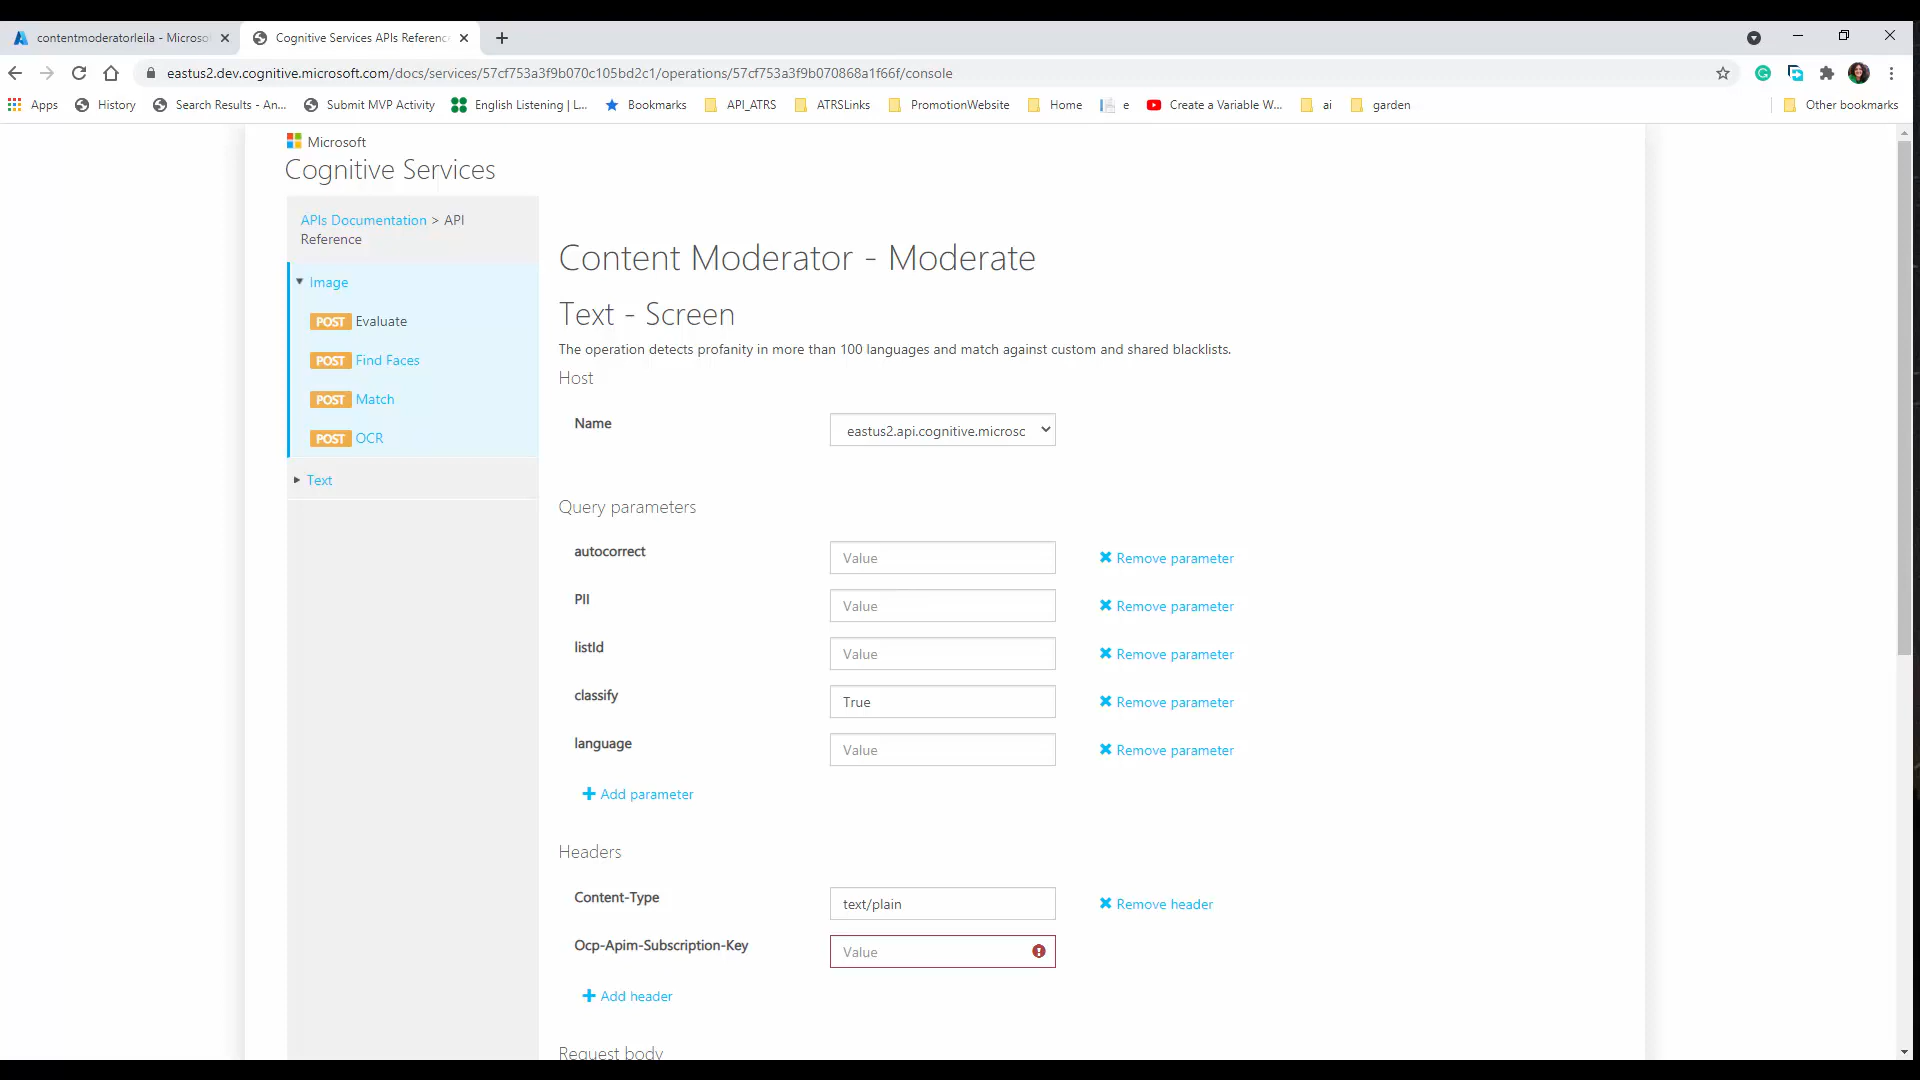 contentmoderatorleila - Microso
Cognitive Services APIs Reference
eastus2.dev.cognitive.microsoft.com/docs/services/57cf753a3f9b070c105bd2c1/operations/57cf753a3f9b070868a1f66f/console
Apps
History
Search Results - An...
Submit MVP Activity
English Listening | L...
Bookmarks
API_ATRS
ATRSLinks
PromotionWebsite
Home
e
Create a Variable W...
ai
garden
Other bookmarks
Microsoft
Cognitive Services
APIs Documentation > API
Reference
Image
POST Evaluate
POST Find Faces
POST Match
POST OCR
Text
Content Moderator - Moderate
Text - Screen
The operation detects profanity in more than 100 languages and match against custom and shared blacklists.
Host
Name
eastus2.api.cognitive.microsc
Query parameters
autocorrect Value Remove parameter
PII Value Remove parameter
listId Value Remove parameter
classify True Remove parameter
language Value Remove parameter
Add parameter
Headers
Content-Type text/plain Remove header
Ocp-Apim-Subscription-Key Value
Add header
Request body